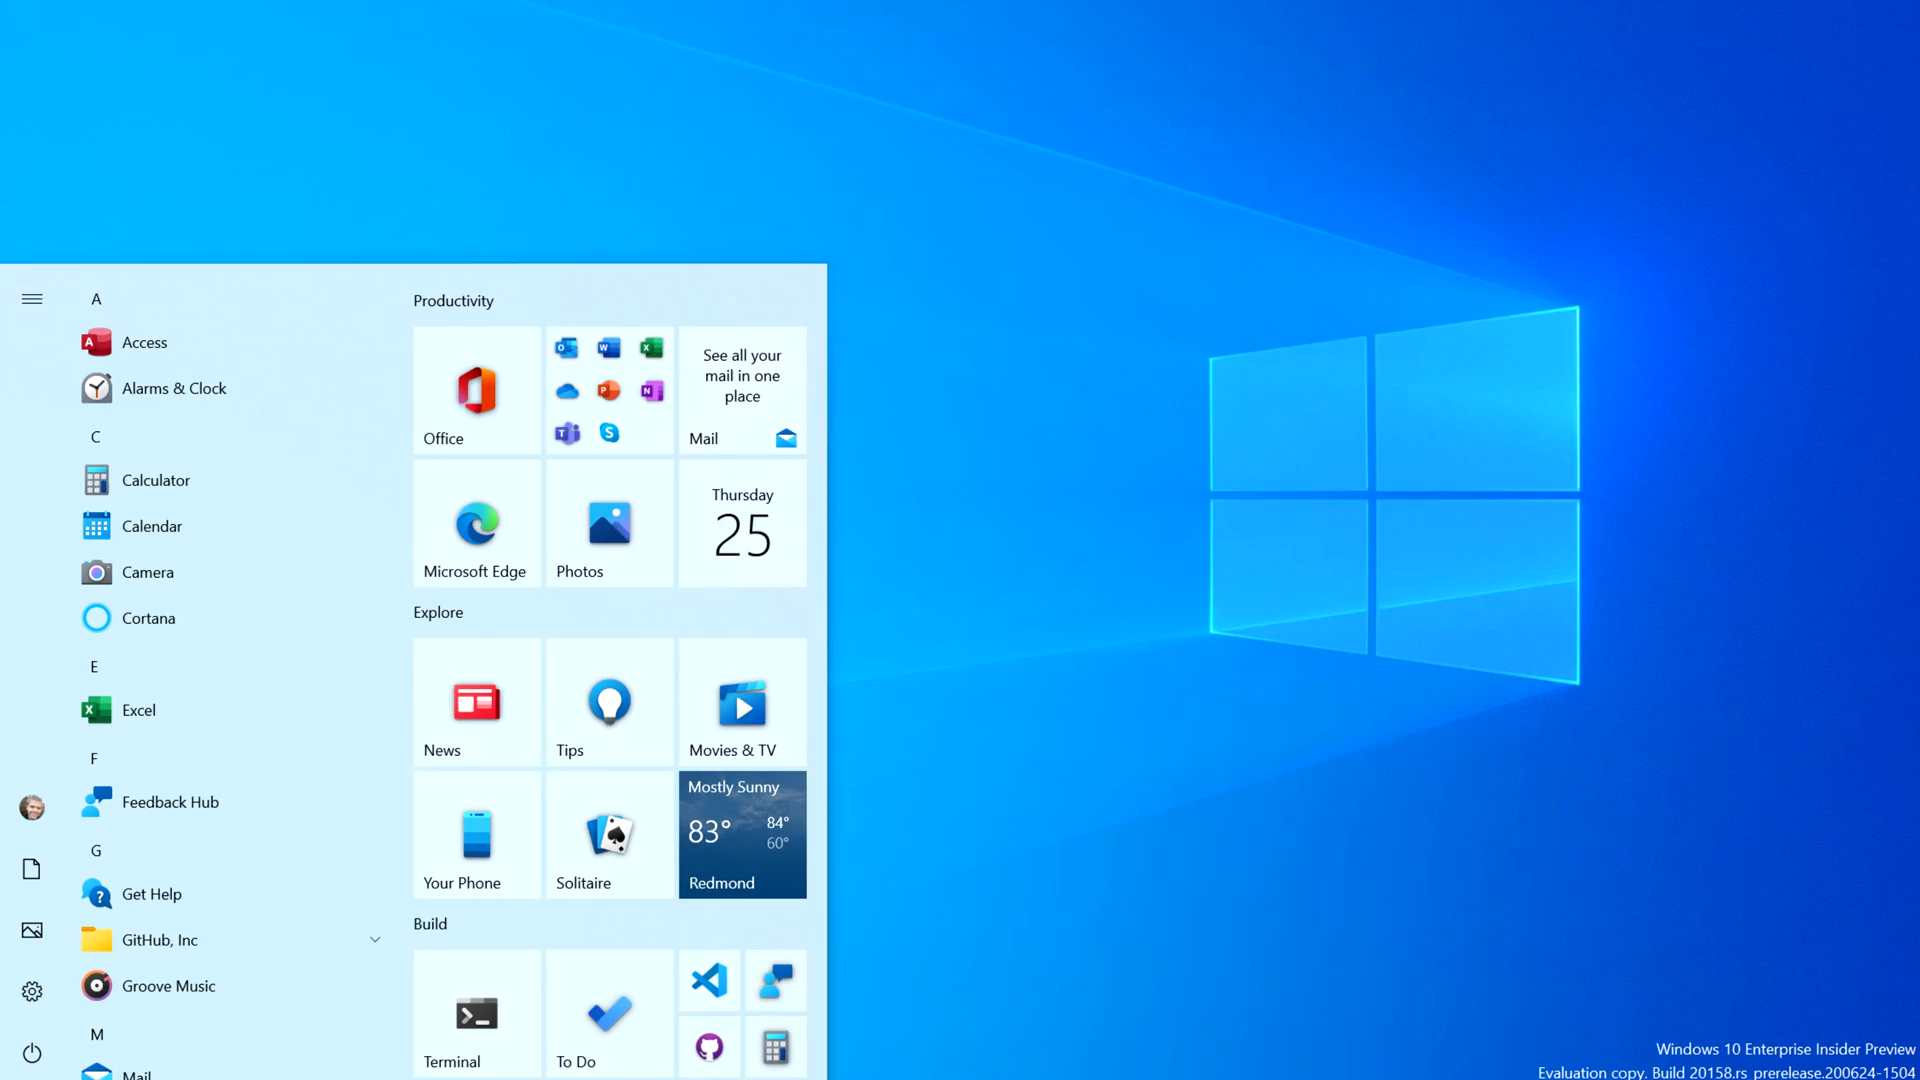 A
Access
Alarms & Clock
C
Calculator
Calendar
Camera
Cortana
E
Excel
F
Feedback Hub
G
Get Help
GitHub, Inc
Groove Music
M
Mail
Productivity
Office
See all your
mail in one
place
Mail
Microsoft Edge
Photos
Thursday
25
Explore
News
Tips
Movies & TV
Your Phone
Solitaire
Mostly Sunny
83° 84°
60°
Redmond
Build
Terminal
To Do
Windows 10 Enterprise Insider Preview
Evaluation copy. Build 20158.rs_prerelease.200624-1504